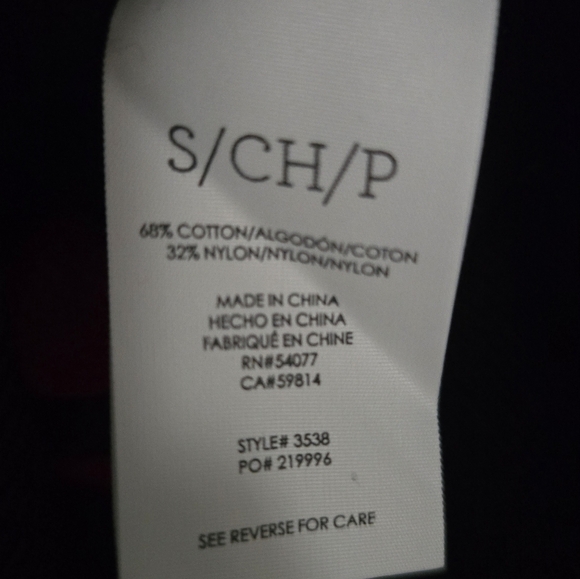 S/CH/P
68% COTTON/ALGODÓN/COTON
32% NYLON/NYLON/NYLON
MADE IN CHINA
HECHO EN CHINA
FABRIQUÉ EN CHINE
RN#54077
CA#59814
STYLE# 3538
PO# 219996
SEE REVERSE FOR CARE